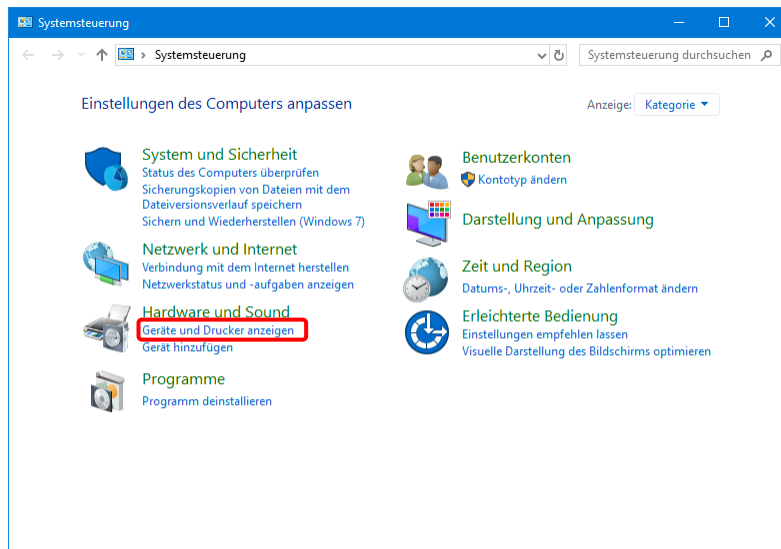 Systemsteuerung
Systemsteuerung
Systemsteuerung durchsuchen
Einstellungen des Computers anpassen
Anzeige: Kategorie
System und Sicherheit
Status des Computers überprüfen
Sicherungskopien von Dateien mit dem
Dateiversionsverlauf speichern
Sichern und Wiederherstellen (Windows 7)
Netzwerk und Internet
Verbindung mit dem Internet herstellen
Netzwerkstatus und -aufgaben anzeigen
Hardware und Sound
Geräte und Drucker anzeigen
Gerät hinzufügen
Programme
Programm deinstallieren
Benutzerkonten
Kontotyp ändern
Darstellung und Anpassung
Zeit und Region
Datums-, Uhrzeit- oder Zahlenformat ändern
Erleichterte Bedienung
Einstellungen empfehlen lassen
Visuelle Darstellung des Bildschirms optimieren